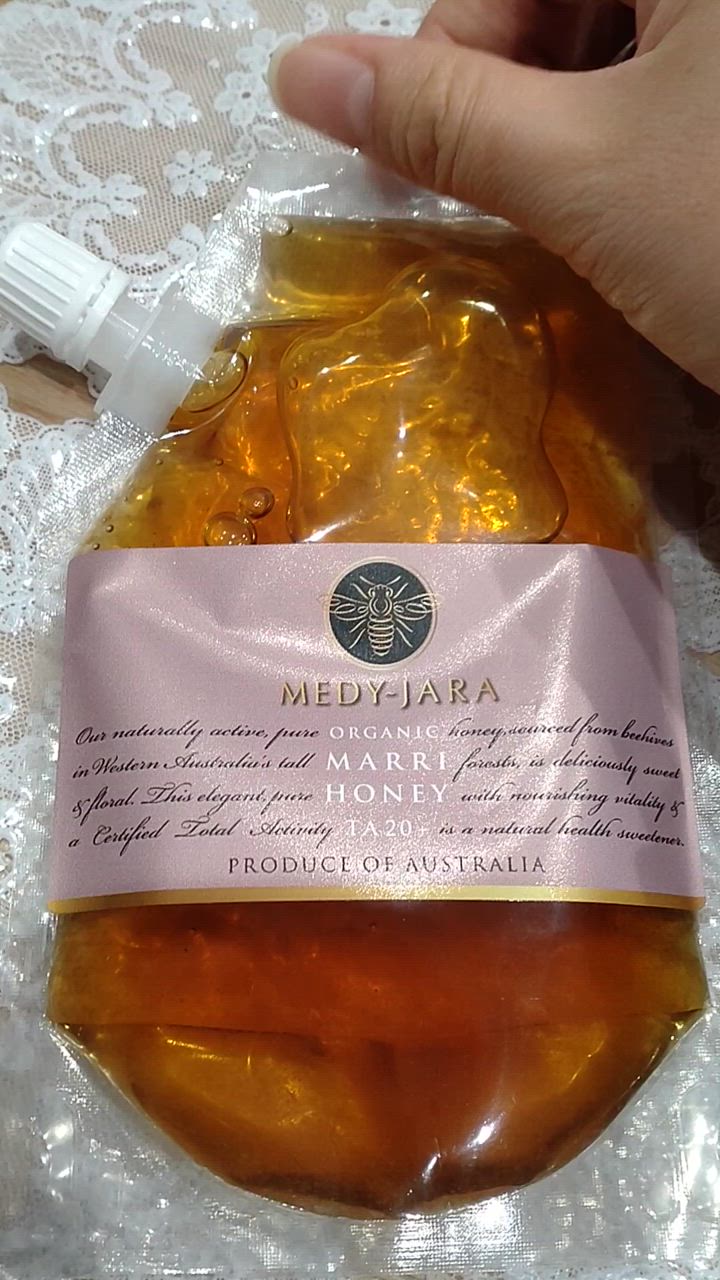 MEDY-JARA
Our naturally active, pure ORGANIC honey, sourced from beehives
in Western Australia's tall MARRI forests, is deliciously sweet
& floral. This elegant, pure HONEY with nourishing vitality &
a Certified Total Activity TA20+ is a natural health sweetener.
PRODUCE OF AUSTRALIA